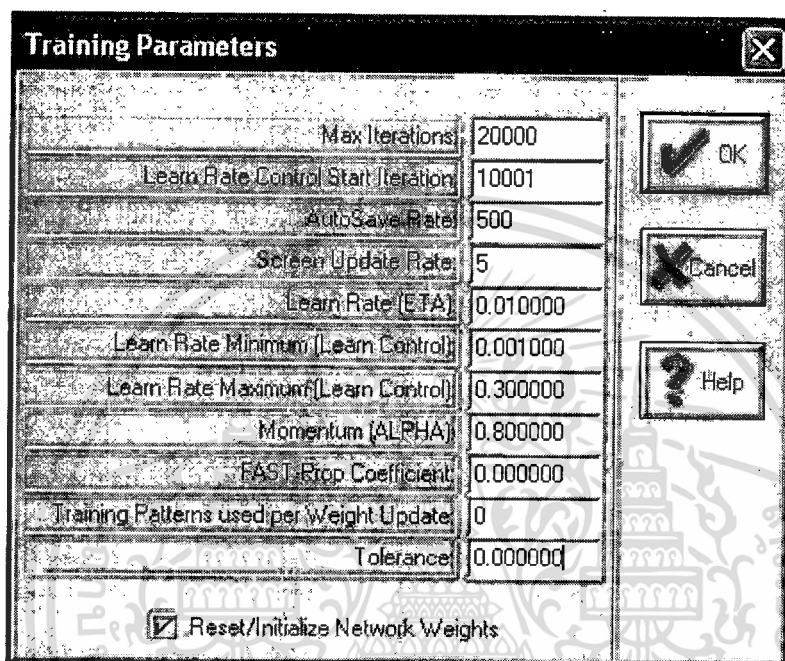 Training Parameters
Max Iterations: 20000
Learn Rate Control Start Iteration: 10001
AutoSave Rate: 500
Screen Update Rate: 5
Learn Rate (ETA): 0.010000
Learn Rate Minimum (Learn Control): 0.001000
Learn Rate Maximum (Learn Control): 0.300000
Momentum (ALPHA): 0.800000
FAST-Prop Coefficient: 0.000000
Training Patterns used per Weight Update: 0
Tolerance: 0.000000
Reset/Initialize Network Weights
OK
Cancel
Help